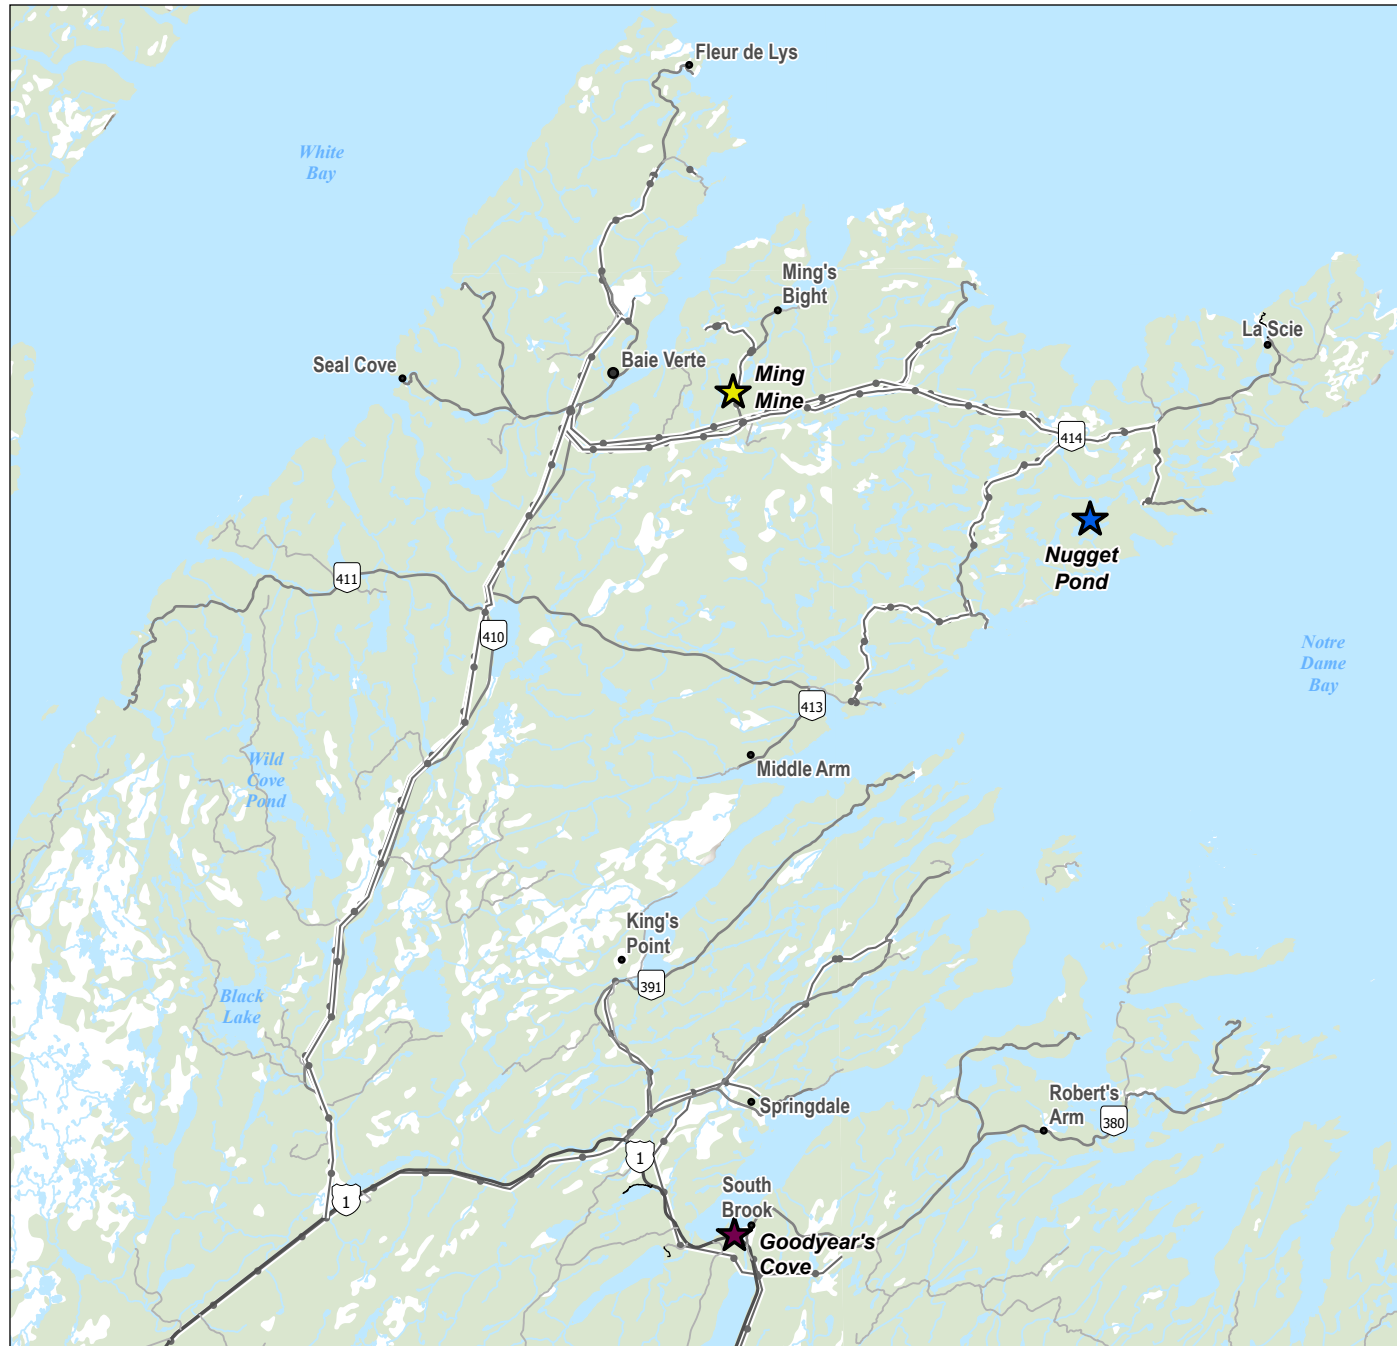 Fleur de Lys
White
Bay
Ming's
Bight
La Scie
Seal Cove
Baie Verte
Ming
Mine
414
Nugget
Pond
411
410
Notre
Dame
Bay
413
Wild
Cove
Pond
Middle Arm
King's
Point
391
Black
Lake
Robert's
Arm
380
Springdale
1
1
South
Brook
Goodyear's
Cove